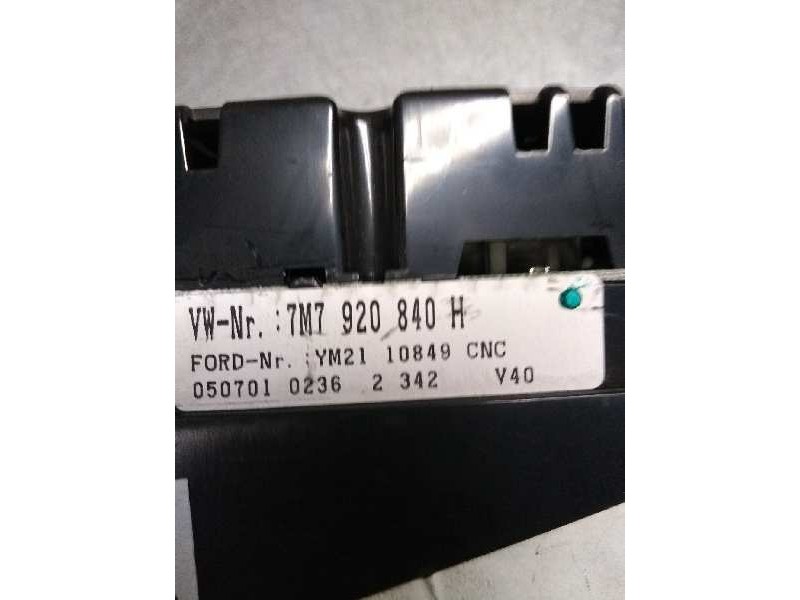 VW-Nr. :7M7 920 840 H
FORD-Nr. :YM21 10849 CNC
050701 0236 2 342 V40